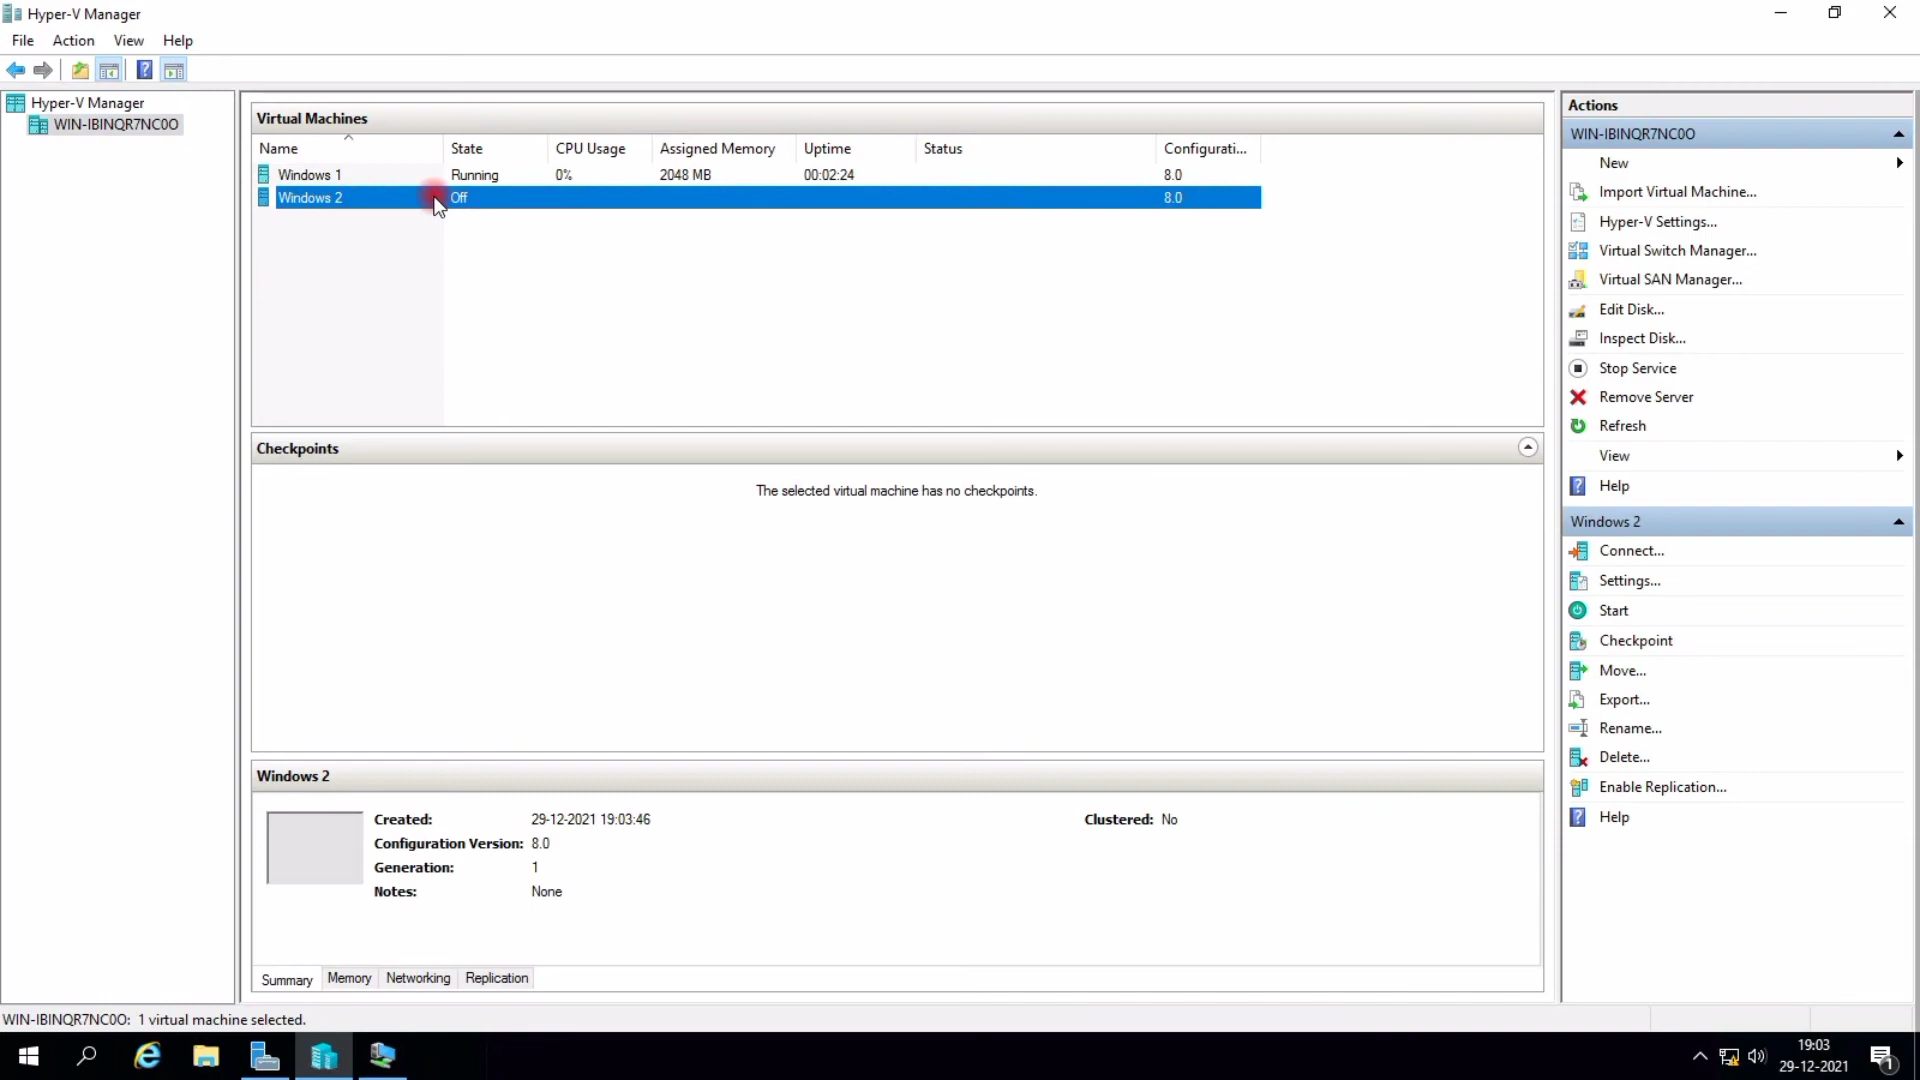 Hyper-V Manager
File Action View Help
Hyper-V Manager
WIN-IBINQR7NC0O
Virtual Machines
Name State CPU Usage Assigned Memory Uptime Status Configurati...
Windows 1 Running 0% 2048 MB 00:02:24 8.0
Windows 2 Off 8.0
Checkpoints
The selected virtual machine has no checkpoints.
Windows 2
Created: 29-12-2021 19:03:46 Clustered: No
Configuration Version: 8.0
Generation: 1
Notes: None
Summary Memory Networking Replication
Actions
WIN-IBINQR7NC0O
New
Import Virtual Machine...
Hyper-V Settings...
Virtual Switch Manager...
Virtual SAN Manager...
Edit Disk...
Inspect Disk...
Stop Service
Remove Server
Refresh
View
Help
Windows 2
Connect...
Settings...
Start
Checkpoint
Move...
Export...
Rename...
Delete...
Enable Replication...
Help
WIN-IBINQR7NC0O: 1 virtual machine selected.
19:03
29-12-2021
1